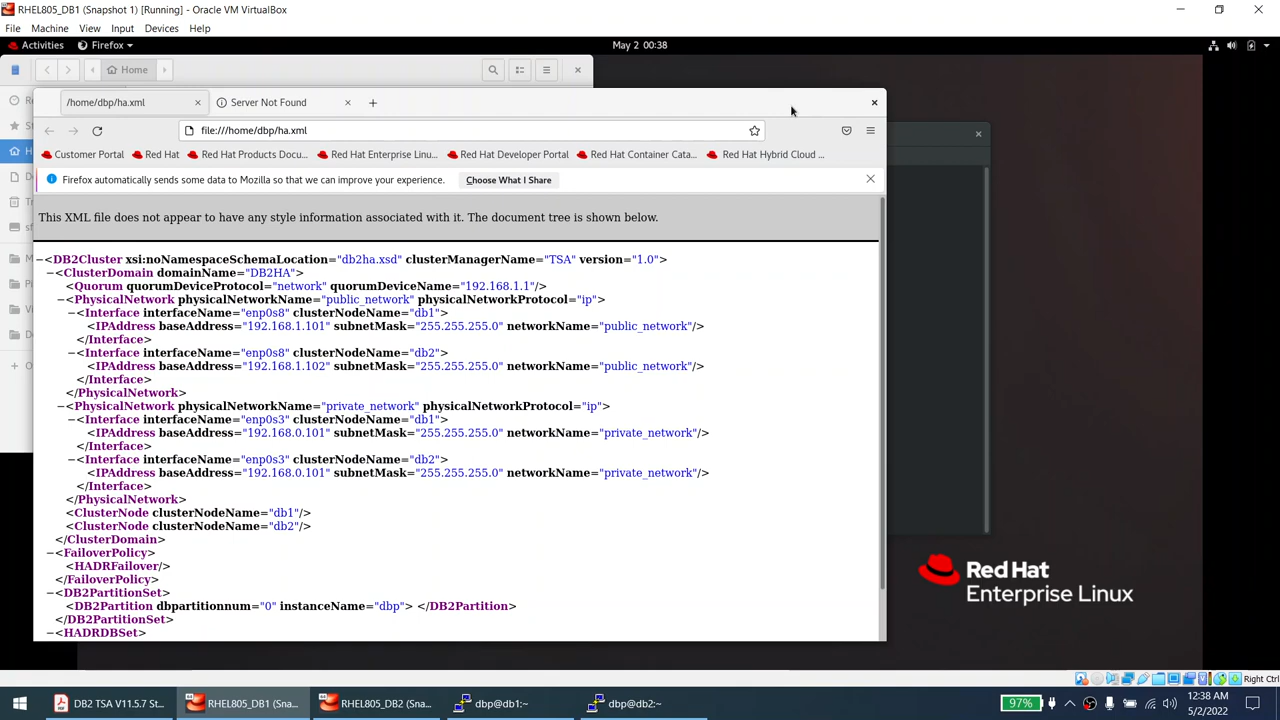 RHEL805_DB1 (Snapshot 1) [Running] - Oracle VM VirtualBox
File Machine View Input Devices Help
Activities Firefox May 2 00:38
Home
/home/dbp/ha.xml Server Not Found
file:///home/dbp/ha.xml
Customer Portal Red Hat Red Hat Products Docu... Red Hat Enterprise Linu... Red Hat Developer Portal Red Hat Container Cata... Red Hat Hybrid Cloud ...
Firefox automatically sends some data to Mozilla so that we can improve your experience. Choose What I Share
This XML file does not appear to have any style information associated with it. The document tree is shown below.
−<DB2Cluster xsi:noNamespaceSchemaLocation="db2ha.xsd" clusterManagerName="TSA" version="1.0">
−<ClusterDomain domainName="DB2HA">
<Quorum quorumDeviceProtocol="network" quorumDeviceName="192.168.1.1"/>
−<PhysicalNetwork physicalNetworkName="public_network" physicalNetworkProtocol="ip">
−<Interface interfaceName="enp0s8" clusterNodeName="db1">
<IPAddress baseAddress="192.168.1.101" subnetMask="255.255.255.0" networkName="public_network"/>
</Interface>
−<Interface interfaceName="enp0s8" clusterNodeName="db2">
<IPAddress baseAddress="192.168.1.102" subnetMask="255.255.255.0" networkName="public_network"/>
</Interface>
</PhysicalNetwork>
−<PhysicalNetwork physicalNetworkName="private_network" physicalNetworkProtocol="ip">
−<Interface interfaceName="enp0s3" clusterNodeName="db1">
<IPAddress baseAddress="192.168.0.101" subnetMask="255.255.255.0" networkName="private_network"/>
</Interface>
−<Interface interfaceName="enp0s3" clusterNodeName="db2">
<IPAddress baseAddress="192.168.0.101" subnetMask="255.255.255.0" networkName="private_network"/>
</Interface>
</PhysicalNetwork>
<ClusterNode clusterNodeName="db1"/>
<ClusterNode clusterNodeName="db2"/>
</ClusterDomain>
−<FailoverPolicy>
<HADRFailover/>
</FailoverPolicy>
−<DB2PartitionSet>
<DB2Partition dbpartitionnum="0" instanceName="dbp"> </DB2Partition>
</DB2PartitionSet>
−<HADRDBSet>
Red Hat
Enterprise Linux
Right Ctrl
DB2 TSA V11.5.7 St... RHEL805_DB1 (Sna... RHEL805_DB2 (Sna... dbp@db1:~ dbp@db2:~ 97% 12:38 AM
5/2/2022